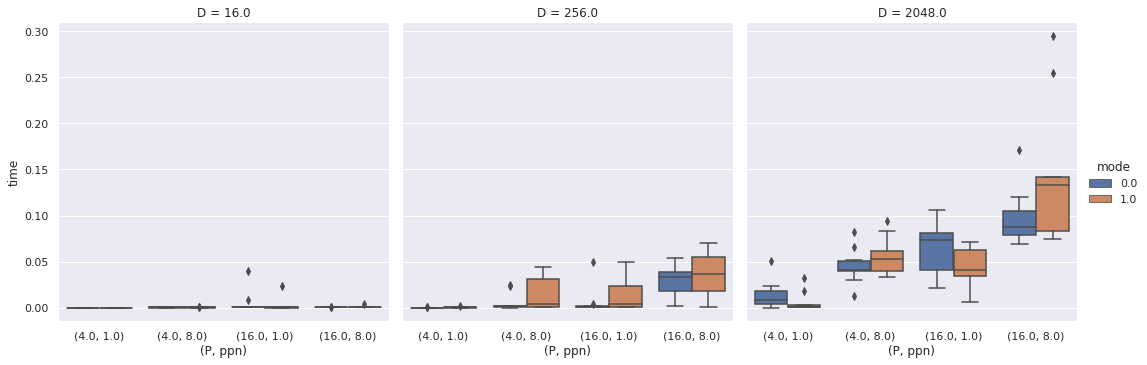 D = 16.0
D = 256.0
D = 2048.0
time
0.30
0.25
0.20
0.15
0.10
0.05
0.00
(4.0, 1.0) (4.0, 8.0) (16.0, 1.0) (16.0, 8.0)
(P, ppn)
(4.0, 1.0) (4.0, 8.0) (16.0, 1.0) (16.0, 8.0)
(P, ppn)
(4.0, 1.0) (4.0, 8.0) (16.0, 1.0) (16.0, 8.0)
(P, ppn)
mode
0.0
1.0